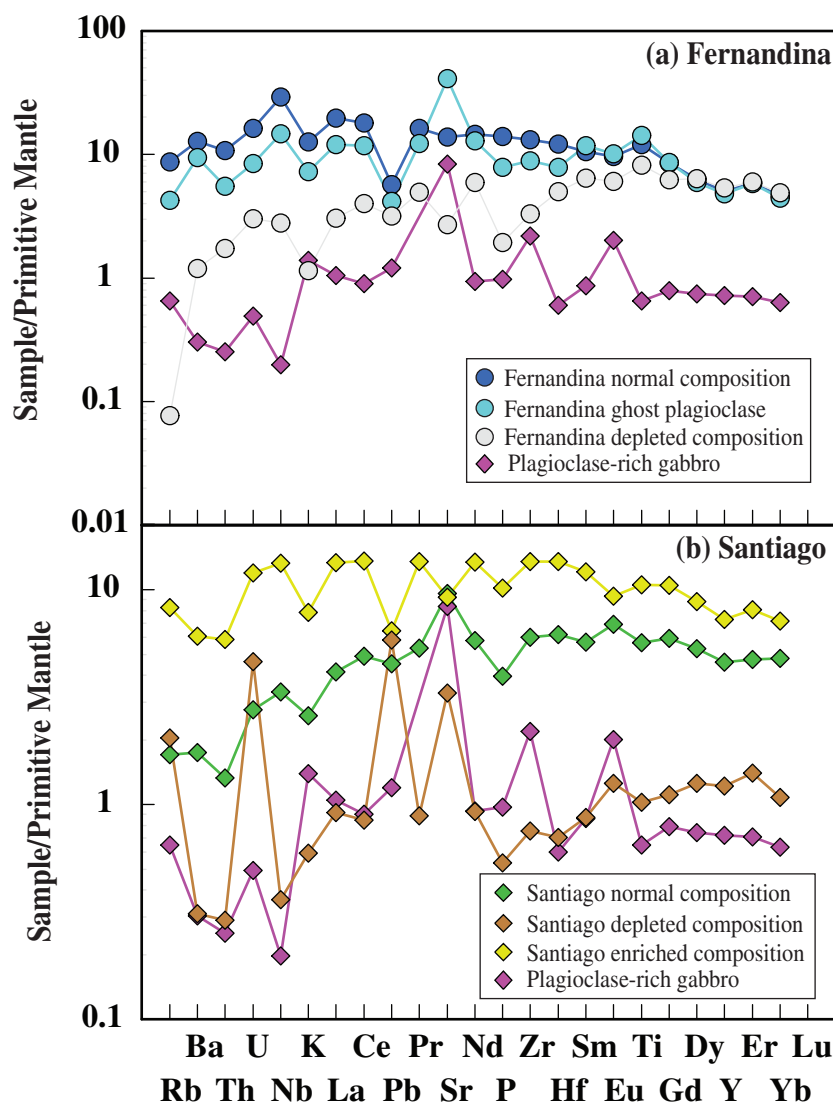 100
(a) Fernandina
10
1
0.1
0.01
Sample/Primitive Mantle
Fernandina normal composition
Fernandina ghost plagioclase
Fernandina depleted composition
Plagioclase-rich gabbro
(b) Santiago
10
1
0.1
Sample/Primitive Mantle
Santiago normal composition
Santiago depleted composition
Santiago enriched composition
Plagioclase-rich gabbro
Ba U K Ce Pr Nd Zr Sm Ti Dy Er Lu
Rb Th Nb La Pb Sr P Hf Eu Gd Y Yb